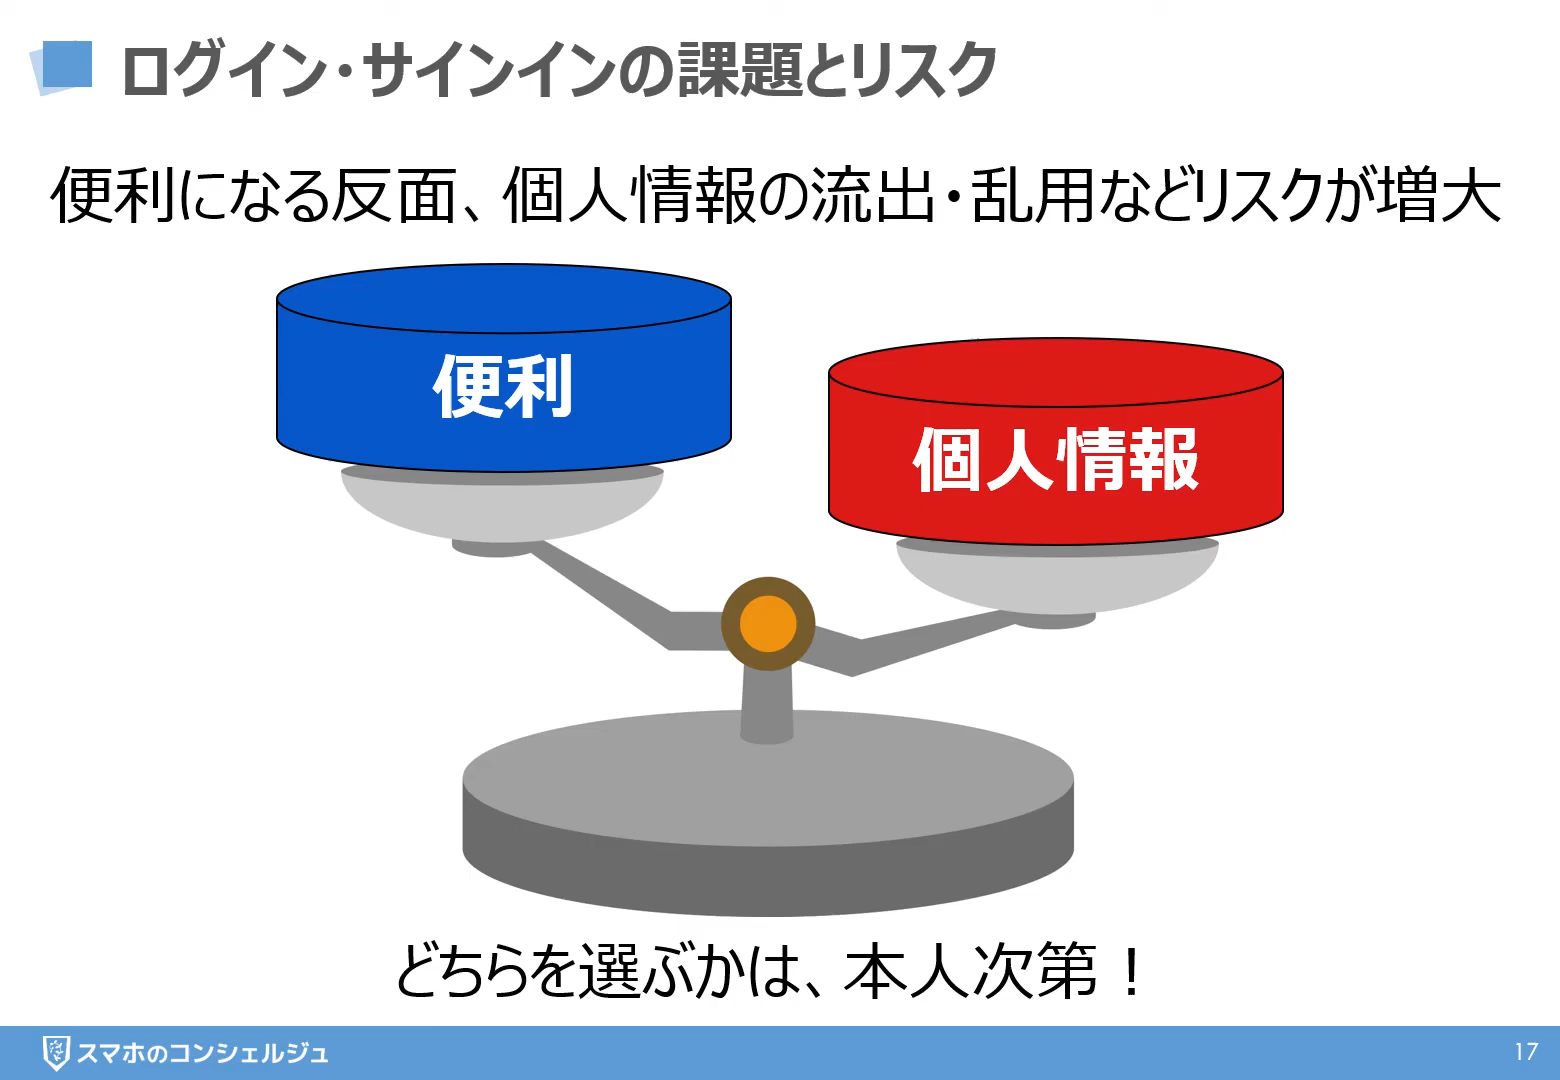 ログイン・サインインの課題とリスク
便利になる反面、個人情報の流出・乱用などリスクが増大
便利
個人情報
どちらを選ぶかは、本人次第！
スマホのコンシェルジュ
17